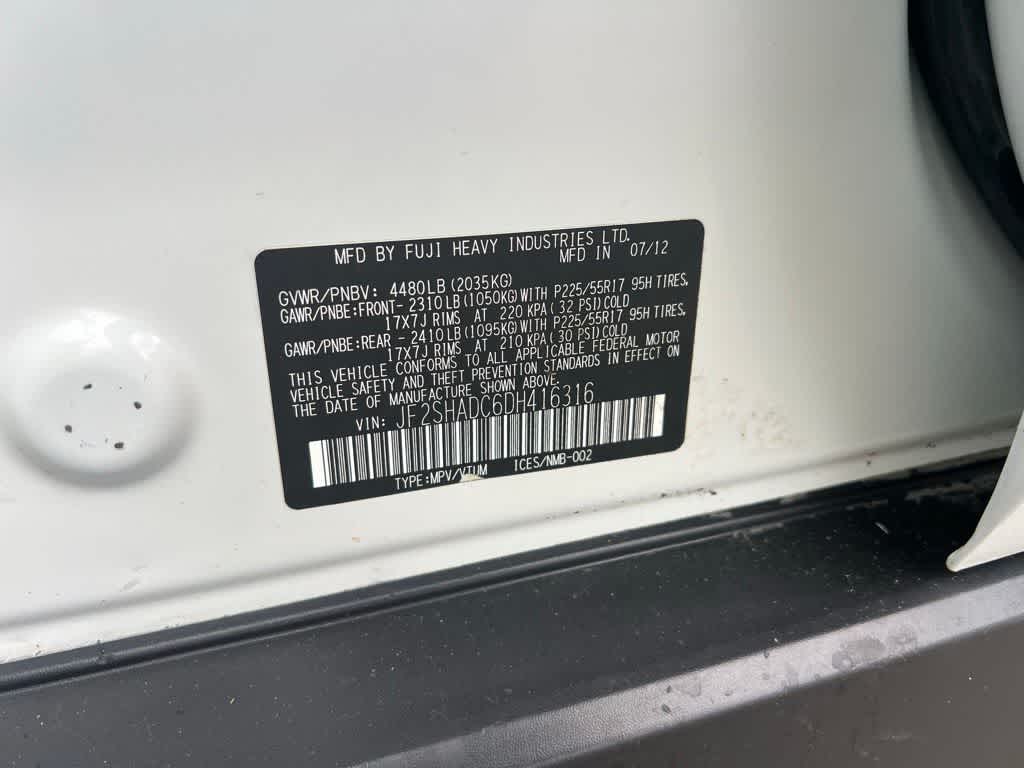 MFD BY FUJI HEAVY INDUSTRIES LTD.
MFD IN 07/12
GVWR/PNBV: 4480LB(2035KG)
GAWR/PNBE:FRONT- 2310LB(1050KG)WITH P225/55R17 95H TIRES,
17X7J RIMS AT 220 KPA(32 PSI)COLD
GAWR/PNBE:REAR - 2410LB(1095KG)WITH P225/55R17 95H TIRES,
17X7J RIMS AT 210 KPA(30 PSI)COLD
THIS VEHICLE CONFORMS TO ALL APPLICABLE FEDERAL MOTOR
VEHICLE SAFETY AND THEFT PREVENTION STANDARDS IN EFFECT ON
THE DATE OF MANUFACTURE SHOWN ABOVE.
VIN: JF2SHADC6DH416316
TYPE:MPV/VTUM ICES/NMB-002